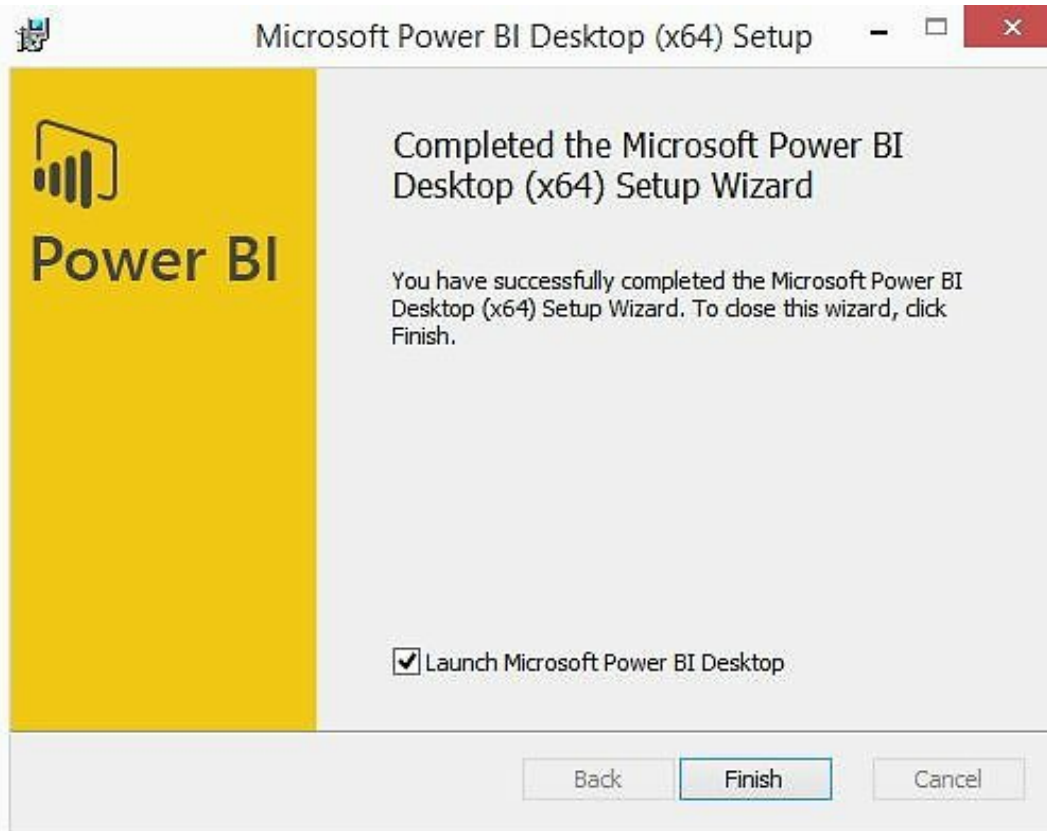 Microsoft Power BI Desktop (x64) Setup
Power BI
Completed the Microsoft Power BI
Desktop (x64) Setup Wizard
You have successfully completed the Microsoft Power BI
Desktop (x64) Setup Wizard. To close this wizard, click
Finish.
Launch Microsoft Power BI Desktop
Back Finish Cancel